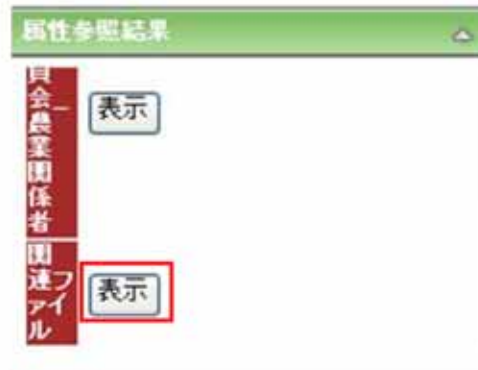 属性参照結果
員
会_
農
業
関
係
者
表示
関
連フ
ァイ
ル
表示